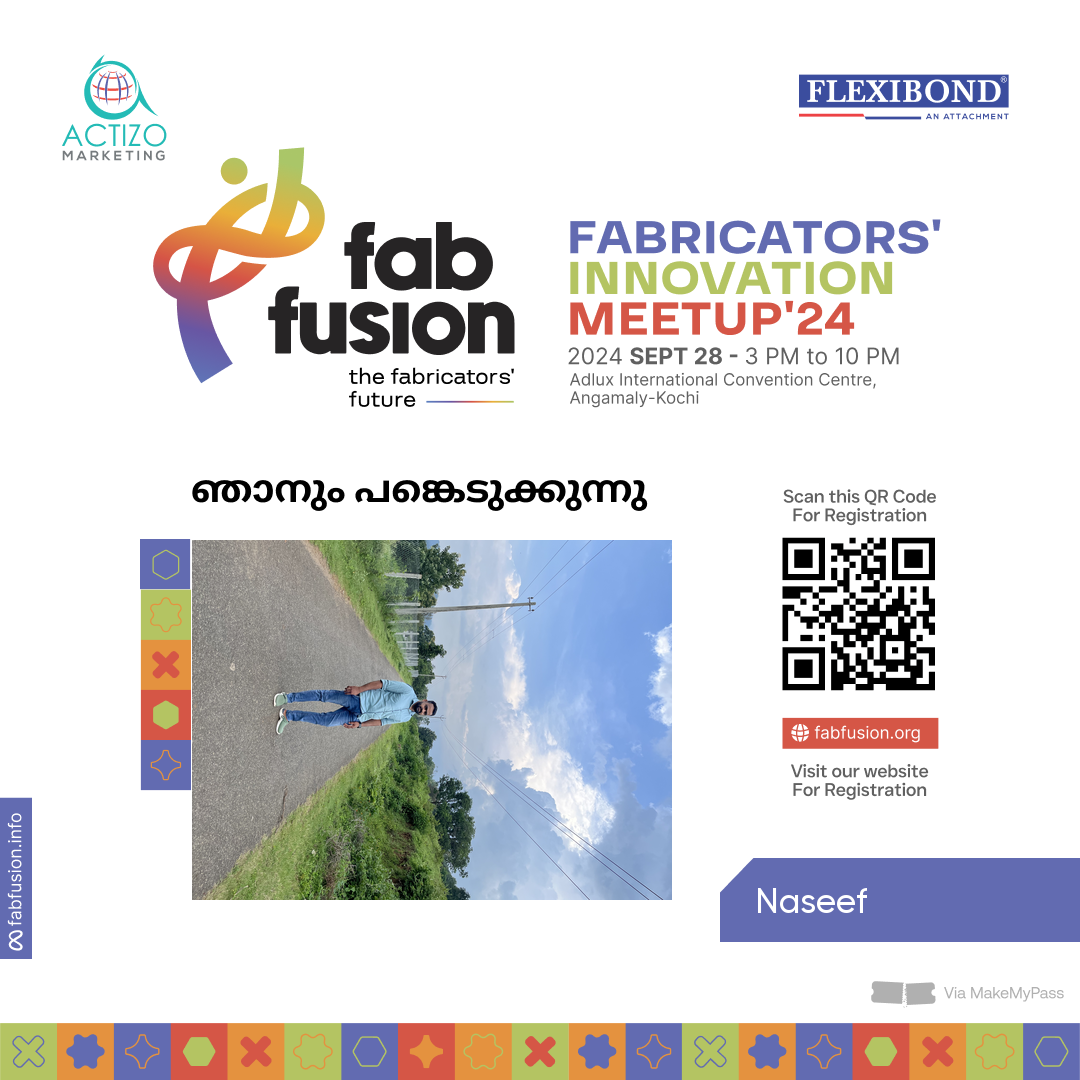 ACTIZO
MARKETING
FLEXIBOND®
AN ATTACHMENT
fab
fusion
the fabricators'
future
FABRICATORS'
INNOVATION
MEETUP'24
2024 SEPT 28 - 3 PM to 10 PM
Adlux International Convention Centre,
Angamaly-Kochi
ഞാനും പങ്കെടുക്കുന്നു
Scan this QR Code
For Registration
fabfusion.org
Visit our website
For Registration
fabfusion.info
Naseef
Via MakeMyPass